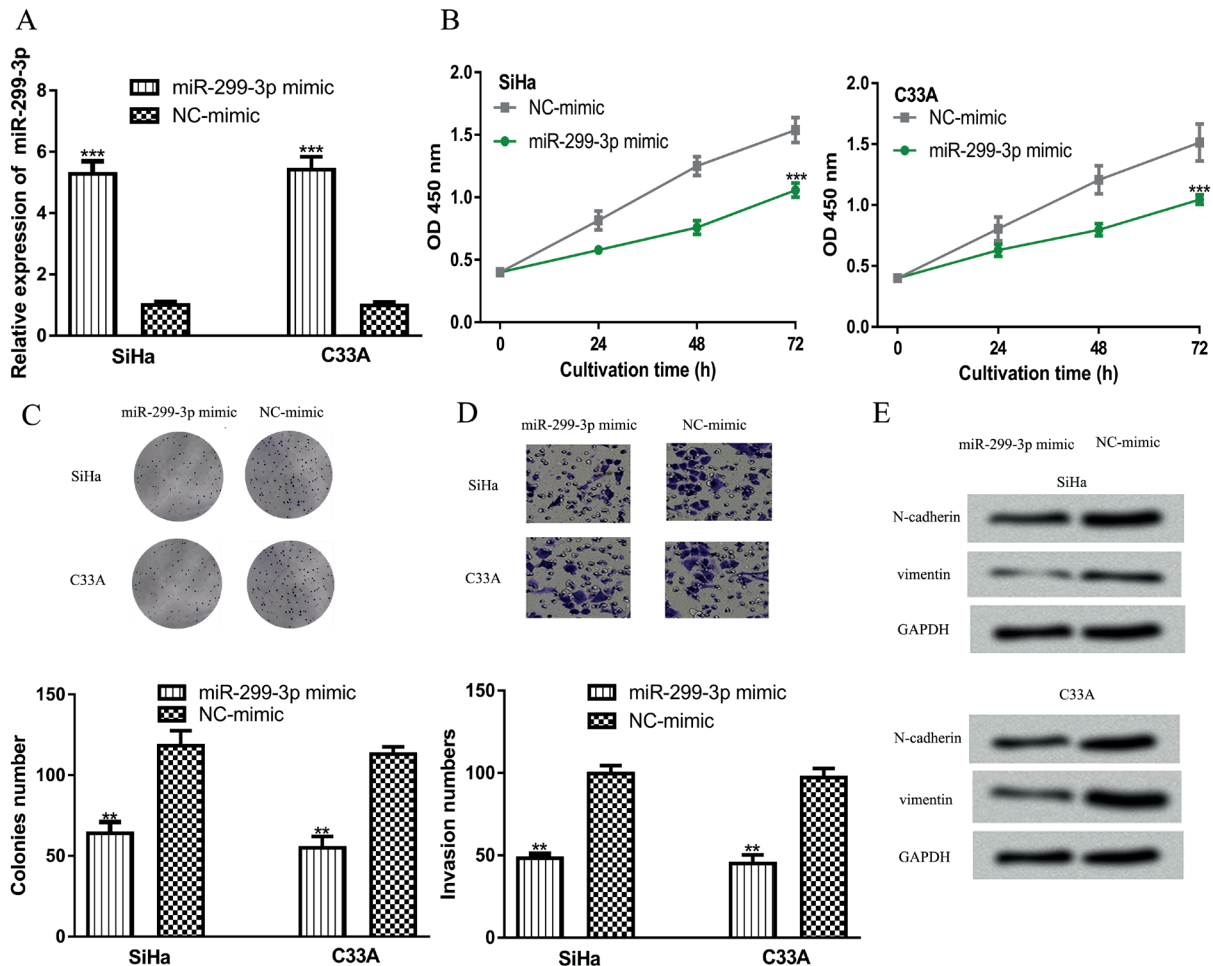 A
Relative expression of miR-299-3p
miR-299-3p mimic
NC-mimic
8
6
4
2
0
***
***
SiHa
C33A
B
OD 450 nm
2.0
1.5
1.0
0.5
0.0
SiHa
NC-mimic
miR-299-3p mimic
***
0
24
48
72
Cultivation time (h)
OD 450 nm
2.0
1.5
1.0
0.5
0.0
C33A
NC-mimic
miR-299-3p mimic
***
0
24
48
72
Cultivation time (h)
C
miR-299-3p mimic
NC-mimic
SiHa
C33A
Colonies numbers
150
100
50
0
miR-299-3p mimic
NC-mimic
**
**
SiHa
C33A
D
miR-299-3p mimic
NC-mimic
SiHa
C33A
Invasion numbers
150
100
50
0
miR-299-3p mimic
NC-mimic
**
**
SiHa
C33A
E
miR-299-3p mimic
NC-mimic
SiHa
N-cadherin
vimentin
GAPDH
C33A
N-cadherin
vimentin
GAPDH